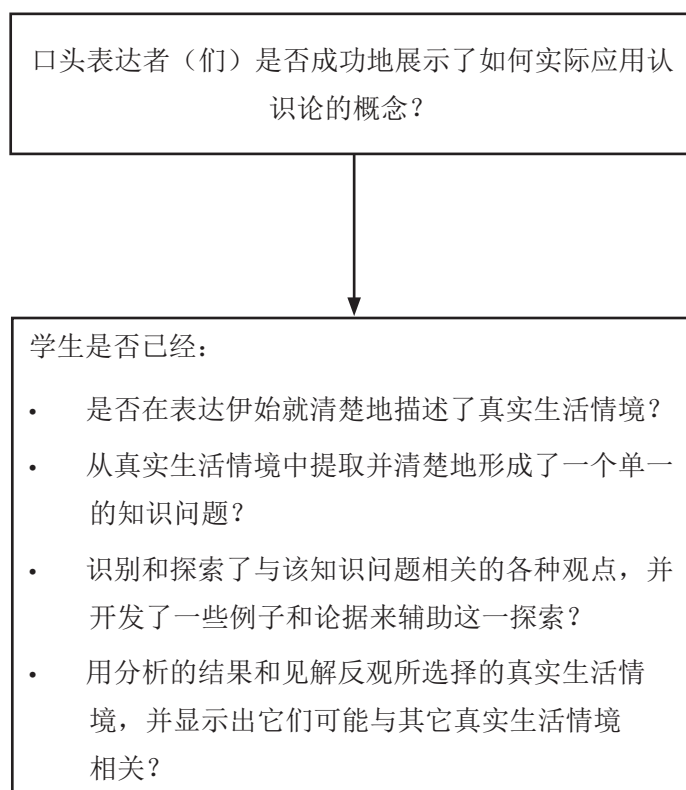 口头表达者（们）是否成功地展示了如何实际应用认
识论的概念？
学生是否已经：
• 是否在表达伊始就清楚地描述了真实生活情境？
• 从真实生活情境中提取并清楚地形成了一个单一
的知识问题？
• 识别和探索了与该知识问题相关的各种观点，并
开发了一些例子和论据来辅助这一探索？
• 用分析的结果和见解反观所选择的真实生活情
境，并显示出它们可能与其它真实生活情境
相关？